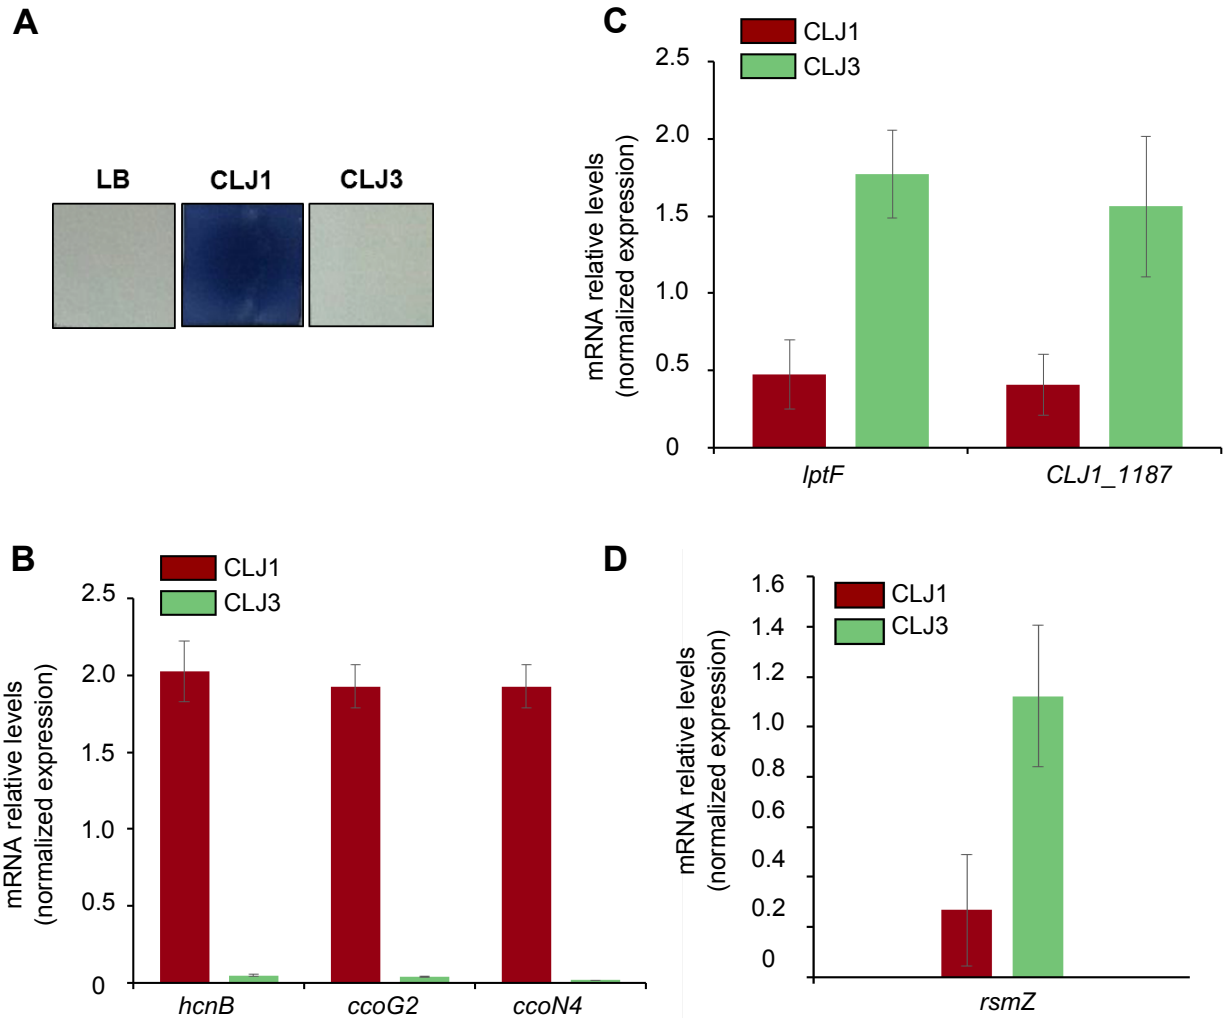 A
LB
CLJ1
CLJ3
C
CLJ1
CLJ3
mRNA relative levels
(normalized expression)
2.5
2.0
1.5
1.0
0.5
0
lptF
CLJ1_1187
B
CLJ1
CLJ3
mRNA relative levels
(normalized expression)
2.5
2.0
1.5
1.0
0.5
0
hcnB
ccoG2
ccoN4
D
CLJ1
CLJ3
mRNA relative levels
(normalized expression)
1.6
1.4
1.2
1.0
0.8
0.6
0.4
0.2
0
rsmZ